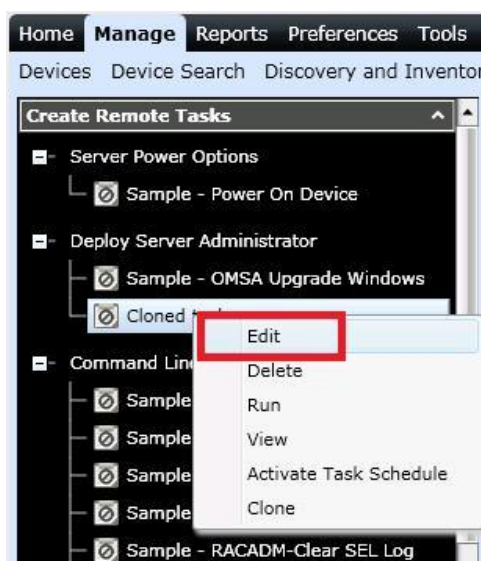 Home Manage Reports Preferences Tools
Devices Device Search Discovery and
Create Remote Tasks
Server Power Options
Sample - Power On Device
Deploy Server Administrator
Sample - OMSA Upgrade Windows
Cloned
Edit
Command
Delete
Sample
Run
Sample
View
Sample
Activate Task Schedule
Sample
Clone
Sample - RACADM-Clear SEL Log